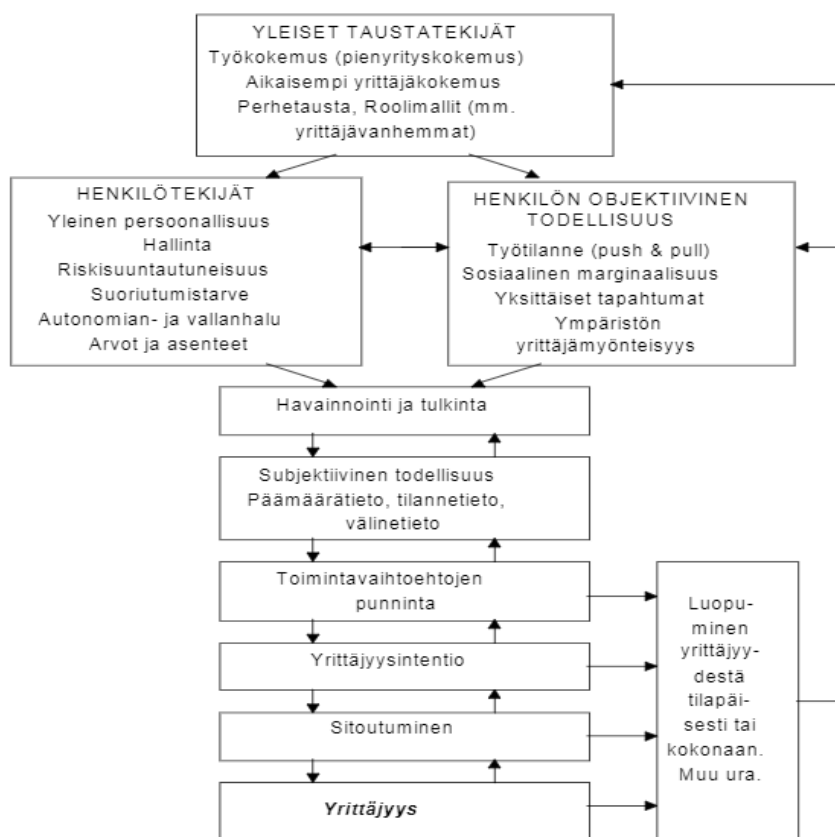 YLEISET TAUSTATEKIJÄT
Työkokemus (pienyrityskokemus)
Aikaisempi yrittäjäkokemus
Perhetausta, Roolimallit (mm.
yrittäjävanhemmat)
HENKILÖTEKIJÄT
Yleinen persoonallisuus
Hallinta
Riskisuuntautuneisuus
Suoriutumistarve
Autonomian- ja vallanhalu
Arvot ja asenteet
HENKILÖN OBJEKTIIVINEN
TODELLISUUS
Työtilanne (push & pull)
Sosiaalinen marginaalisuus
Yksittäiset tapahtumat
Ympäristön
yrittäjämyönteisyys
Havainnointi ja tulkinta
Subjektiivinen todellisuus
Päämäärätieto, tilannetieto,
välinetieto
Toimintavaihtoehtojen
punninta
Yrittäjyysintentio
Sitoutuminen
Yrittäjyys
Luopu-
minen
yrittäjyy-
destä
tilapäi-
sesti tai
kokonaan.
Muu ura.